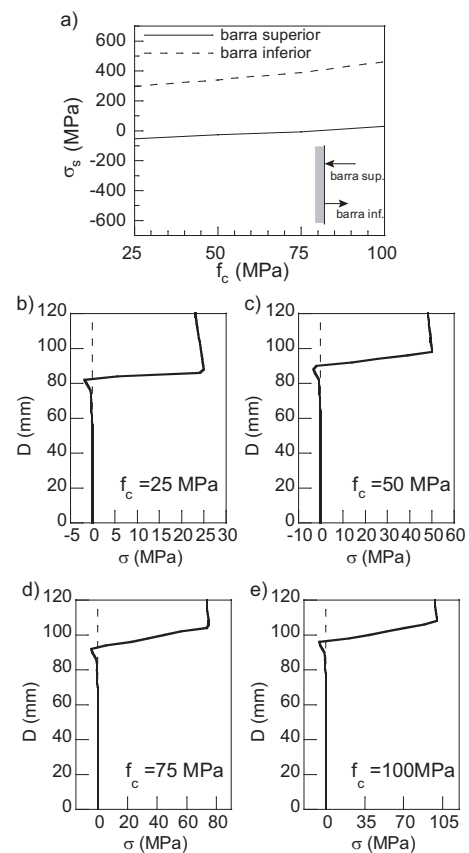 a)
barra superior
barra inferior
600
400
200
0
-200
-400
-600
σs (MPa)
barra sup.
barra inf.
25 50 75 100
fc (MPa)
b)
120
100
80
60
40
20
0
D (mm)
fc =25 MPa
-5 0 5 10 15 20 25 30
σ (MPa)
c)
120
100
80
60
40
20
0
D (mm)
fc =50 MPa
-10 0 10 20 30 40 50 60
σ (MPa)
d)
120
100
80
60
40
20
0
D (mm)
fc =75 MPa
0 20 40 60 80
σ (MPa)
e)
120
100
80
60
40
20
0
D (mm)
fc =100MPa
0 35 70 105
σ (MPa)